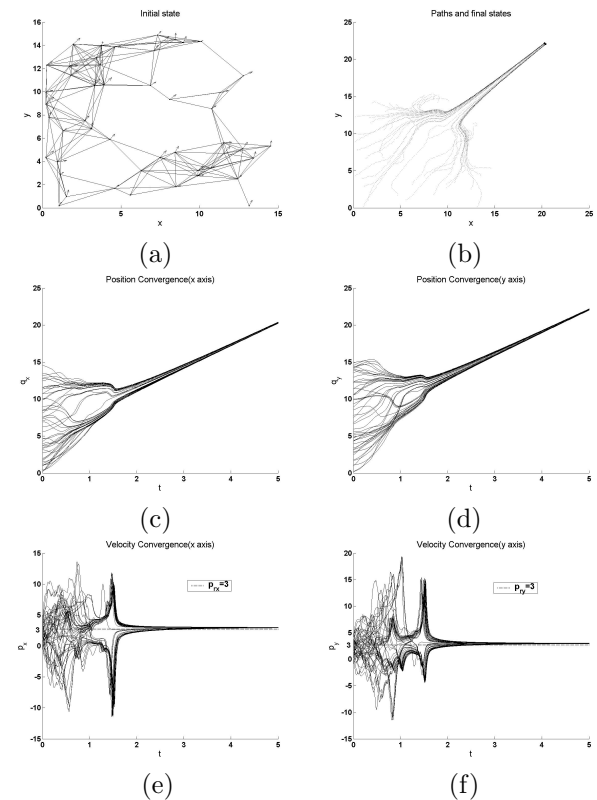 Initial state
16
14
12
10
8
6
4
2
0
y
0 5 10 15
x
(a)
Paths and final states
25
20
15
10
5
0
y
0 5 10 15 20 25
x
(b)
Position Convergence(x axis)
25
20
15
10
5
0
q_x
0 1 2 3 4 5
t
(c)
Position Convergence(y axis)
25
20
15
10
5
0
q_y
0 1 2 3 4 5
t
(d)
Velocity Convergence(x axis)
15
10
5
3
0
-5
-10
-15
p_x
p_rx=3
0 1 2 3 4 5
t
(e)
Velocity Convergence(y axis)
20
15
10
5
3
0
-5
-10
-15
p_y
p_ry=3
0 1 2 3 4 5
t
(f)